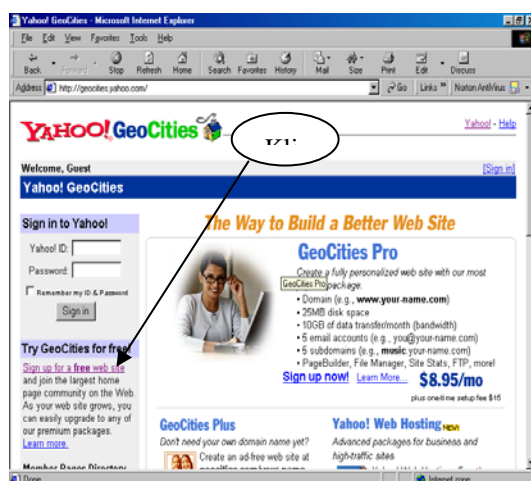 Yahoo! GeoCities - Microsoft Internet Explorer
File Edit View Favorites Tools Help
Back Forward Stop Refresh Home Search Favorites History Mail Size Print Edit Discuss
Address http://geocities.yahoo.com/ Go Links » Norton AntiVirus
YAHOO! GeoCities
Yahoo! - Help
Welcome, Guest [Sign in]
Yahoo! GeoCities
Sign in to Yahoo!
Yahoo! ID:
Password:
Remember my ID & Password
Sign in
Try GeoCities for free!
Sign up for a free web site
and join the largest home
page community on the Web.
As your web site grows, you
can easily upgrade to any of
our premium packages.
Learn more.
Member Pages Directory
The Way to Build a Better Web Site
GeoCities Pro
Create a fully personalized web site with our most
package.
GeoCities Pro
• Domain (e.g., www.your-name.com)
• 25MB disk space
• 10GB of data transfer/month (bandwidth)
• 5 email accounts (e.g., you@your-name.com)
• 5 subdomains (e.g., music.your-name.com)
• PageBuilder, File Manager, Site Stats, FTP, more!
Sign up now! Learn More... $8.95/mo
plus one-time setup fee $15
GeoCities Plus
Don't need your own domain name yet?
Create an ad-free web site at
Yahoo! Web Hosting NEW!
Advanced packages for business and
high-traffic sites
Done
Internet zone